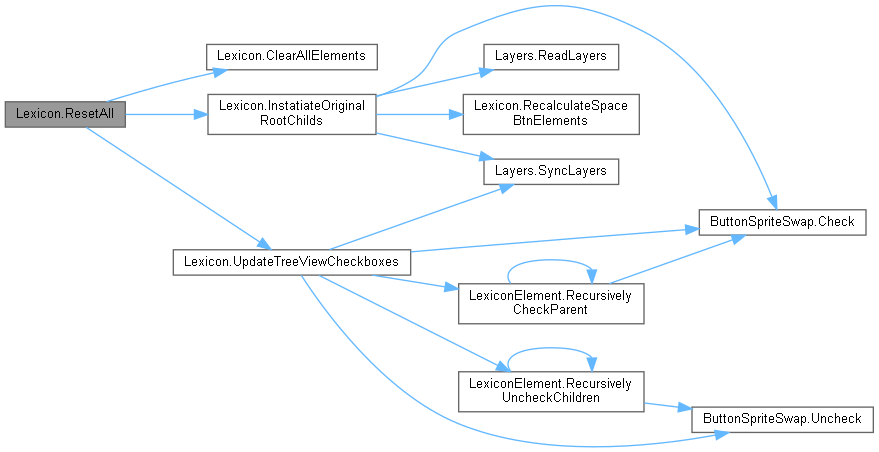 Lexicon.ResetAll
Lexicon.ClearAllElements
Lexicon.InstatiateOriginal
RootChilds
Layers.ReadLayers
Lexicon.RecalculateSpace
BtnElements
Layers.SyncLayers
ButtonSpriteSwap.Check
Lexicon.UpdateTreeViewCheckboxes
LexiconElement.Recursively
CheckParent
LexiconElement.Recursively
UncheckChildren
ButtonSpriteSwap.Uncheck